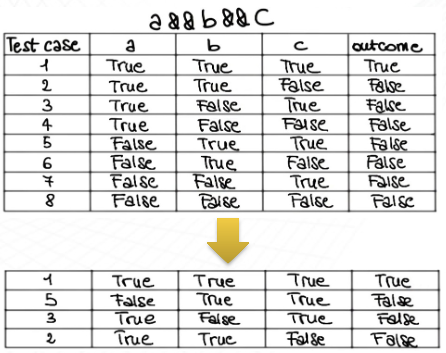 a && b && c
Test case a b c outcome
1 True True True True
2 True True False False
3 True False True False
4 True False False False
5 False True True False
6 False True False False
7 False False True False
8 False False False False
1 True True True True
5 False True True False
3 True False True False
2 True True False False